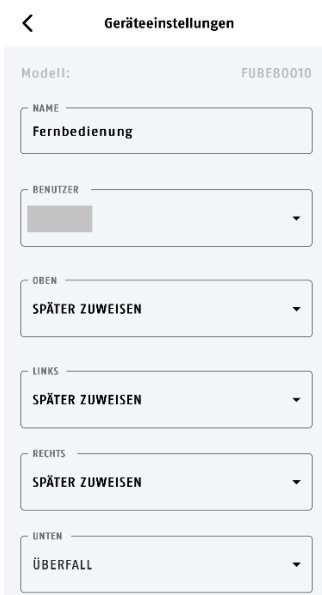 Geräteeinstellungen
Modell: FUBE80010
NAME
Fernbedienung
BENUTZER
OBEN
SPÄTER ZUWEISEN
LINKS
SPÄTER ZUWEISEN
RECHTS
SPÄTER ZUWEISEN
UNTEN
ÜBERFALL